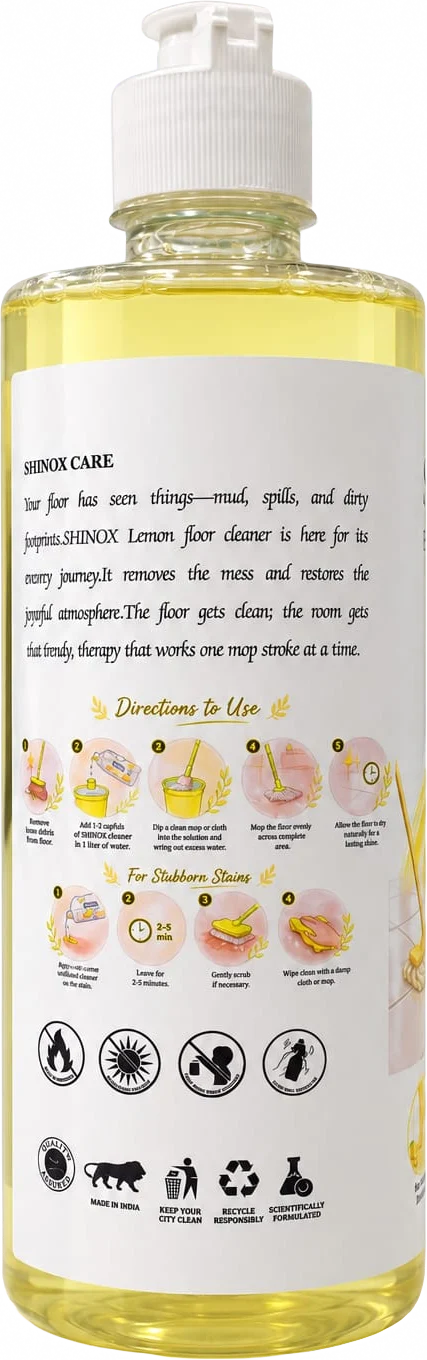 SHINOX CARE
Your floor has seen things—mud, spills, and dirty
footprints.SHINOX Lemon floor cleaner is here for its
journey.It removes the mess and restores the
atmosphere.The floor gets clean; the room gets
that trendy, therapy that works one mop stroke at a time.
Directions to Use
1 2 2 4 5
Remove
debris
from floor.
Add 1-2 capfuls
of SHINOX cleaner
in 1 liter of water.
Dip a clean mop or cloth
into the solution and
wring out excess water.
Mop the floor evenly
across complete
area.
Allow the floor to dry
naturally for a
lasting shine.
For Stubborn Stains
1 2 3 4
2-5
min
undiluted cleaner
on the stain.
Leave for
2-5 minutes.
Gently scrub
if necessary.
Wipe clean with a damp
cloth or mop.
QUALITY
ASSURED
MADE IN INDIA
KEEP YOUR
CITY CLEAN
RECYCLE
RESPONSIBLY
SCIENTIFICALLY
FORMULATED